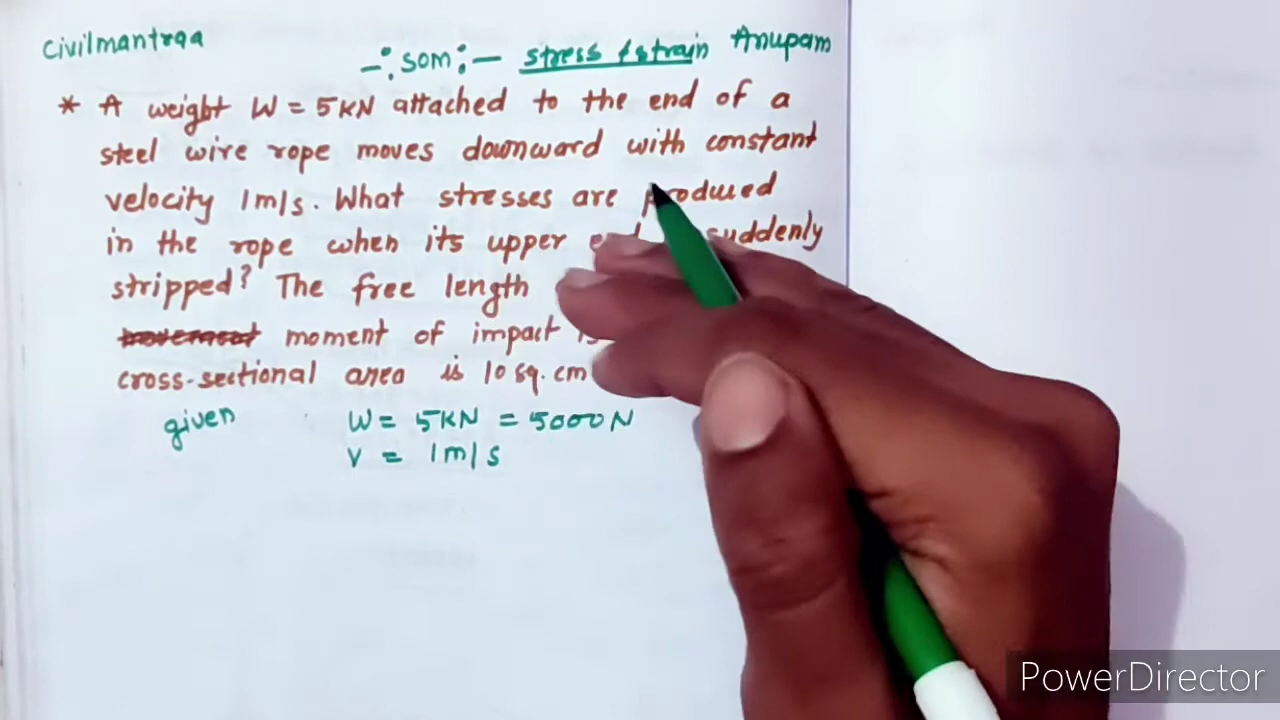 civilmantraa
-: SOM :- stress & strain Anupam
* A weight W = 5KN attached to the end of a
steel wire rope moves downward with constant
velocity 1m/s. What stresses are produced
in the rope when its upper suddenly
stripped? The free length
moment of impact is
cross-sectional area is 10 sq. cm
given W = 5KN = 5000N
V = 1m/s
PowerDirector